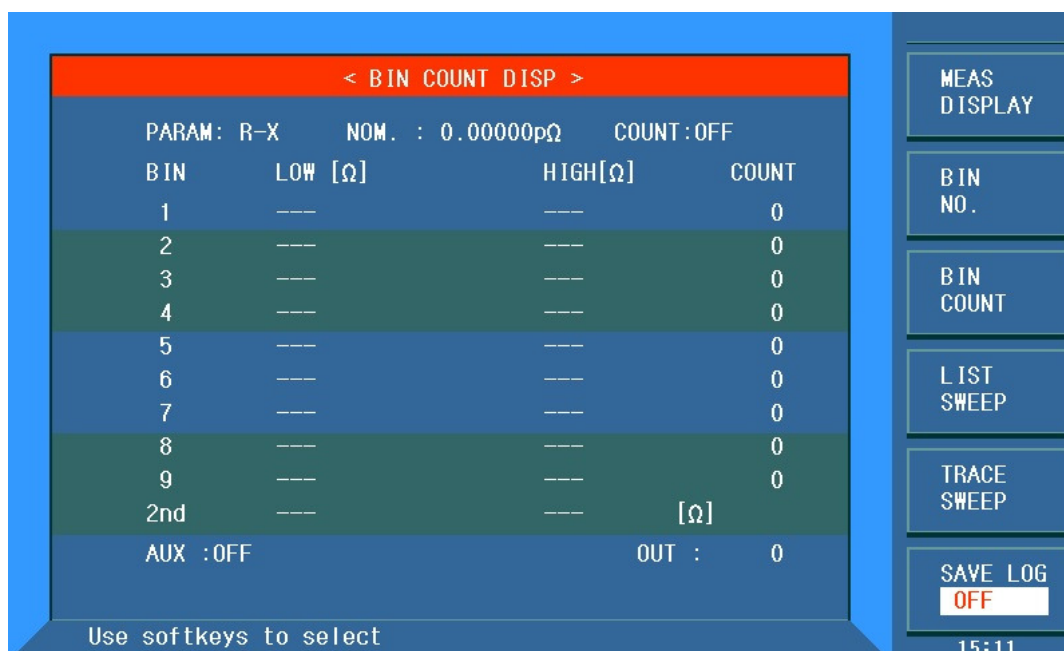 < BIN COUNT DISP >
PARAM: R-X NOM. : 0.00000pΩ COUNT:OFF
BIN LOW [Ω] HIGH[Ω] COUNT
1 --- --- 0
2 --- --- 0
3 --- --- 0
4 --- --- 0
5 --- --- 0
6 --- --- 0
7 --- --- 0
8 --- --- 0
9 --- --- 0
2nd --- --- [Ω]
AUX :OFF OUT : 0
Use softkeys to select
MEAS
DISPLAY
BIN
NO.
BIN
COUNT
LIST
SWEEP
TRACE
SWEEP
SAVE LOG
OFF
15:11